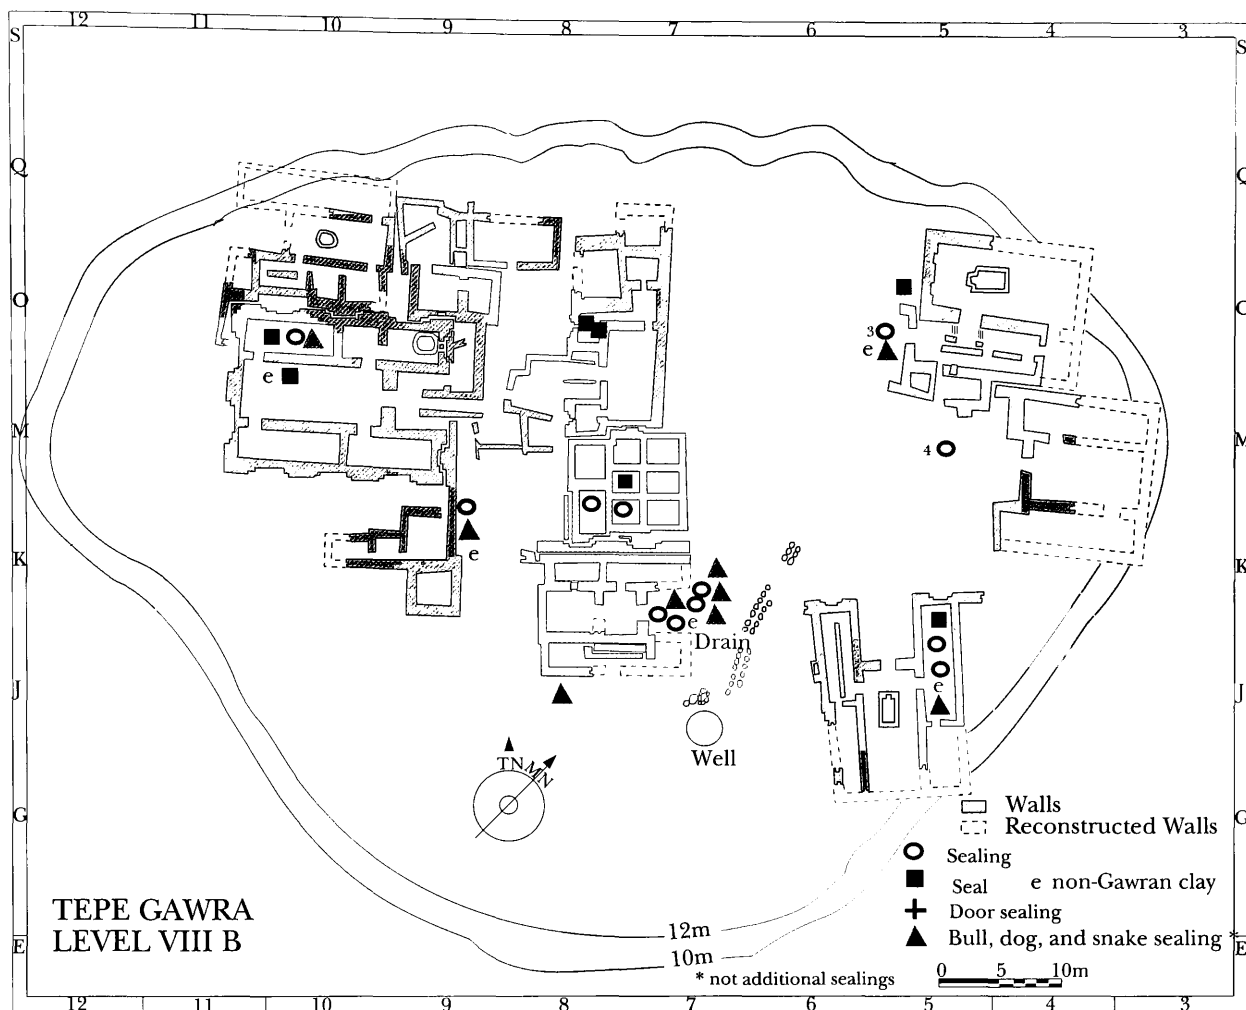 12 11 10 9 8 7 6 5 4 3
S S
Q Q
O O
3
e
e
M M
4
e
K K
e
Drain
e
J J
Well
TN MN
G G
Walls
Reconstructed Walls
Sealing
Seal e non-Gawran clay
Door sealing
Bull, dog, and snake sealing *
TEPE GAWRA
LEVEL VIII B
12m
10m
E E
* not additional sealings
0 5 10m
12 11 10 9 8 7 6 5 4 3